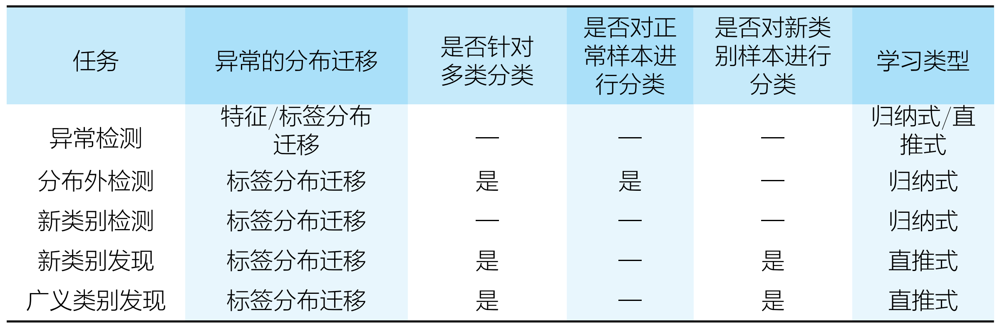 任务
异常的分布迁移
是否针对
多类分类
是否对正
常样本进
行分类
是否对新类
别样本进行
分类
学习类型
异常检测
特征/标签分布
迁移
—
—
—
归纳式/直
推式
分布外检测
标签分布迁移
是
是
—
归纳式
新类别检测
标签分布迁移
—
—
—
归纳式
新类别发现
标签分布迁移
是
—
是
直推式
广义类别发现
标签分布迁移
是
—
是
直推式